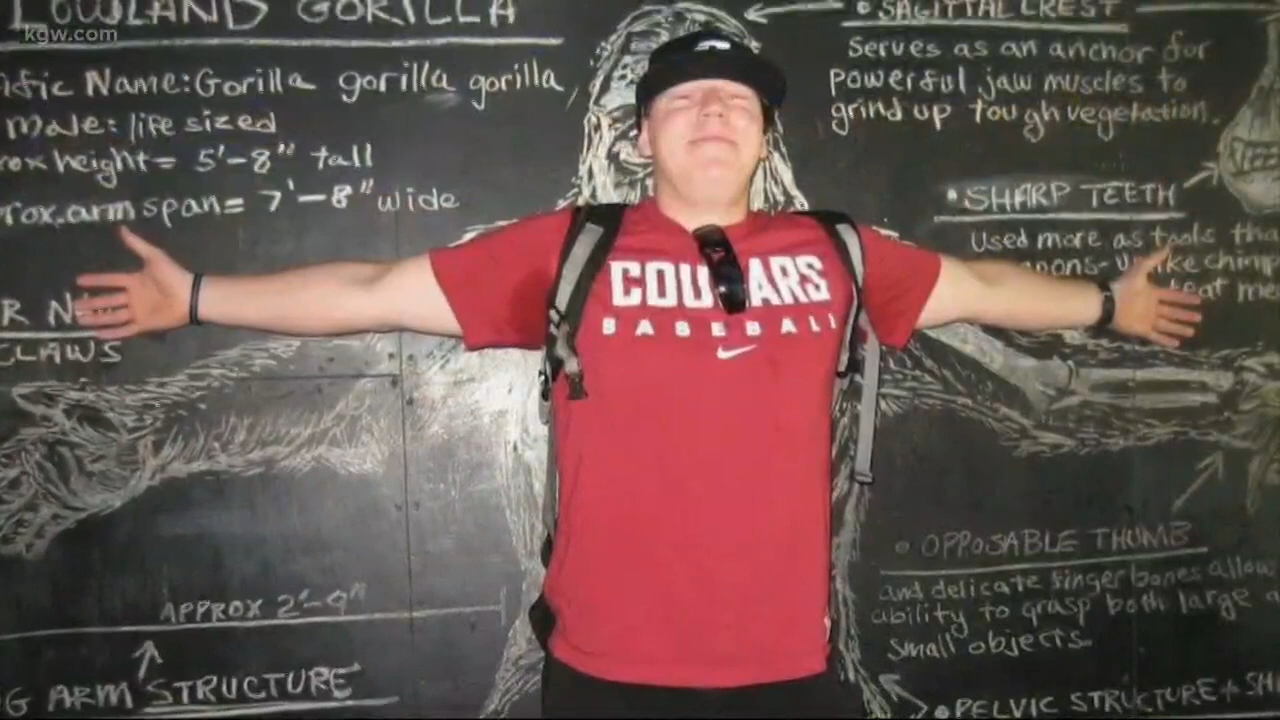 LOWLAND GORILLA
kgw.com
Name: Gorilla gorilla gorilla
Male: life sized
height= 5'-8" tall
arm span= 7'-8" wide
CLAWS
APPROX 2'-9"
ARM STRUCTURE
COUGARS
BASEBALL
• SAGITTAL CREST
Serves as an anchor for
powerful jaw muscles to
grind up tough vegetation.
• SHARP TEETH
Used more as tools
chimp
eat me
• OPPOSABLE THUMB
and delicate finger bones allow
ability to grasp both large
small objects.
• PELVIC STRUCTURE +